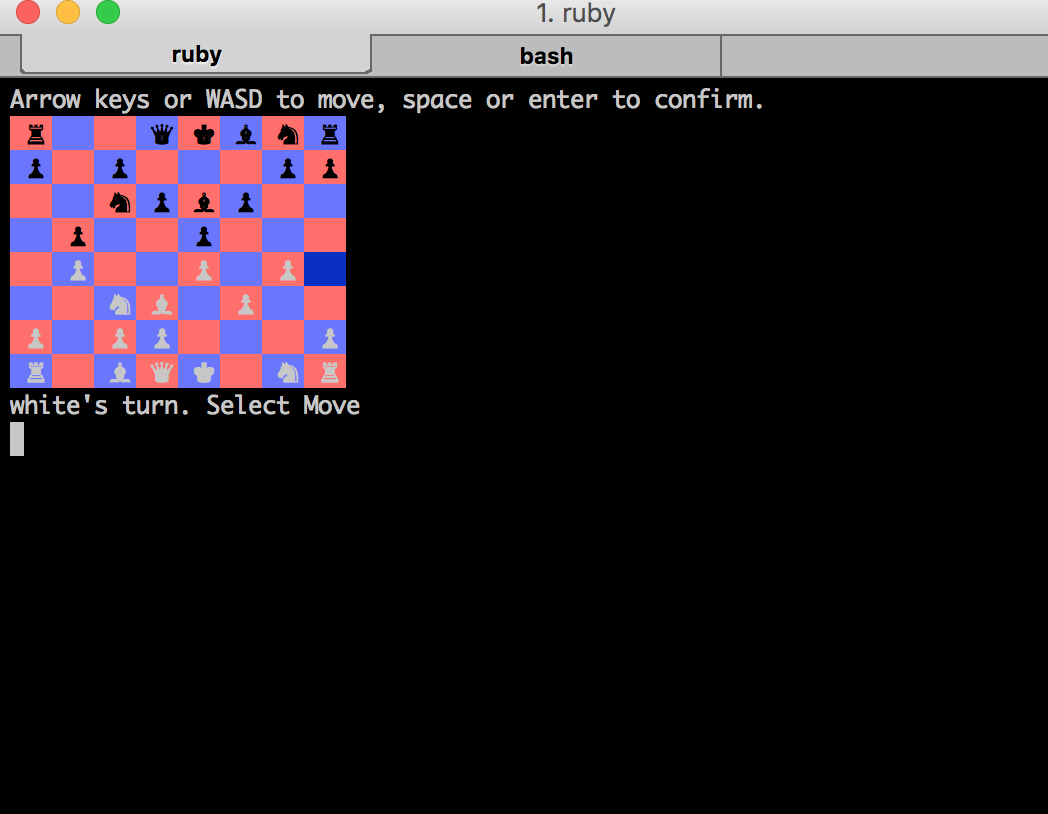 1. ruby
ruby
bash
Arrow keys or WASD to move, space or enter to confirm.
white's turn. Select Move